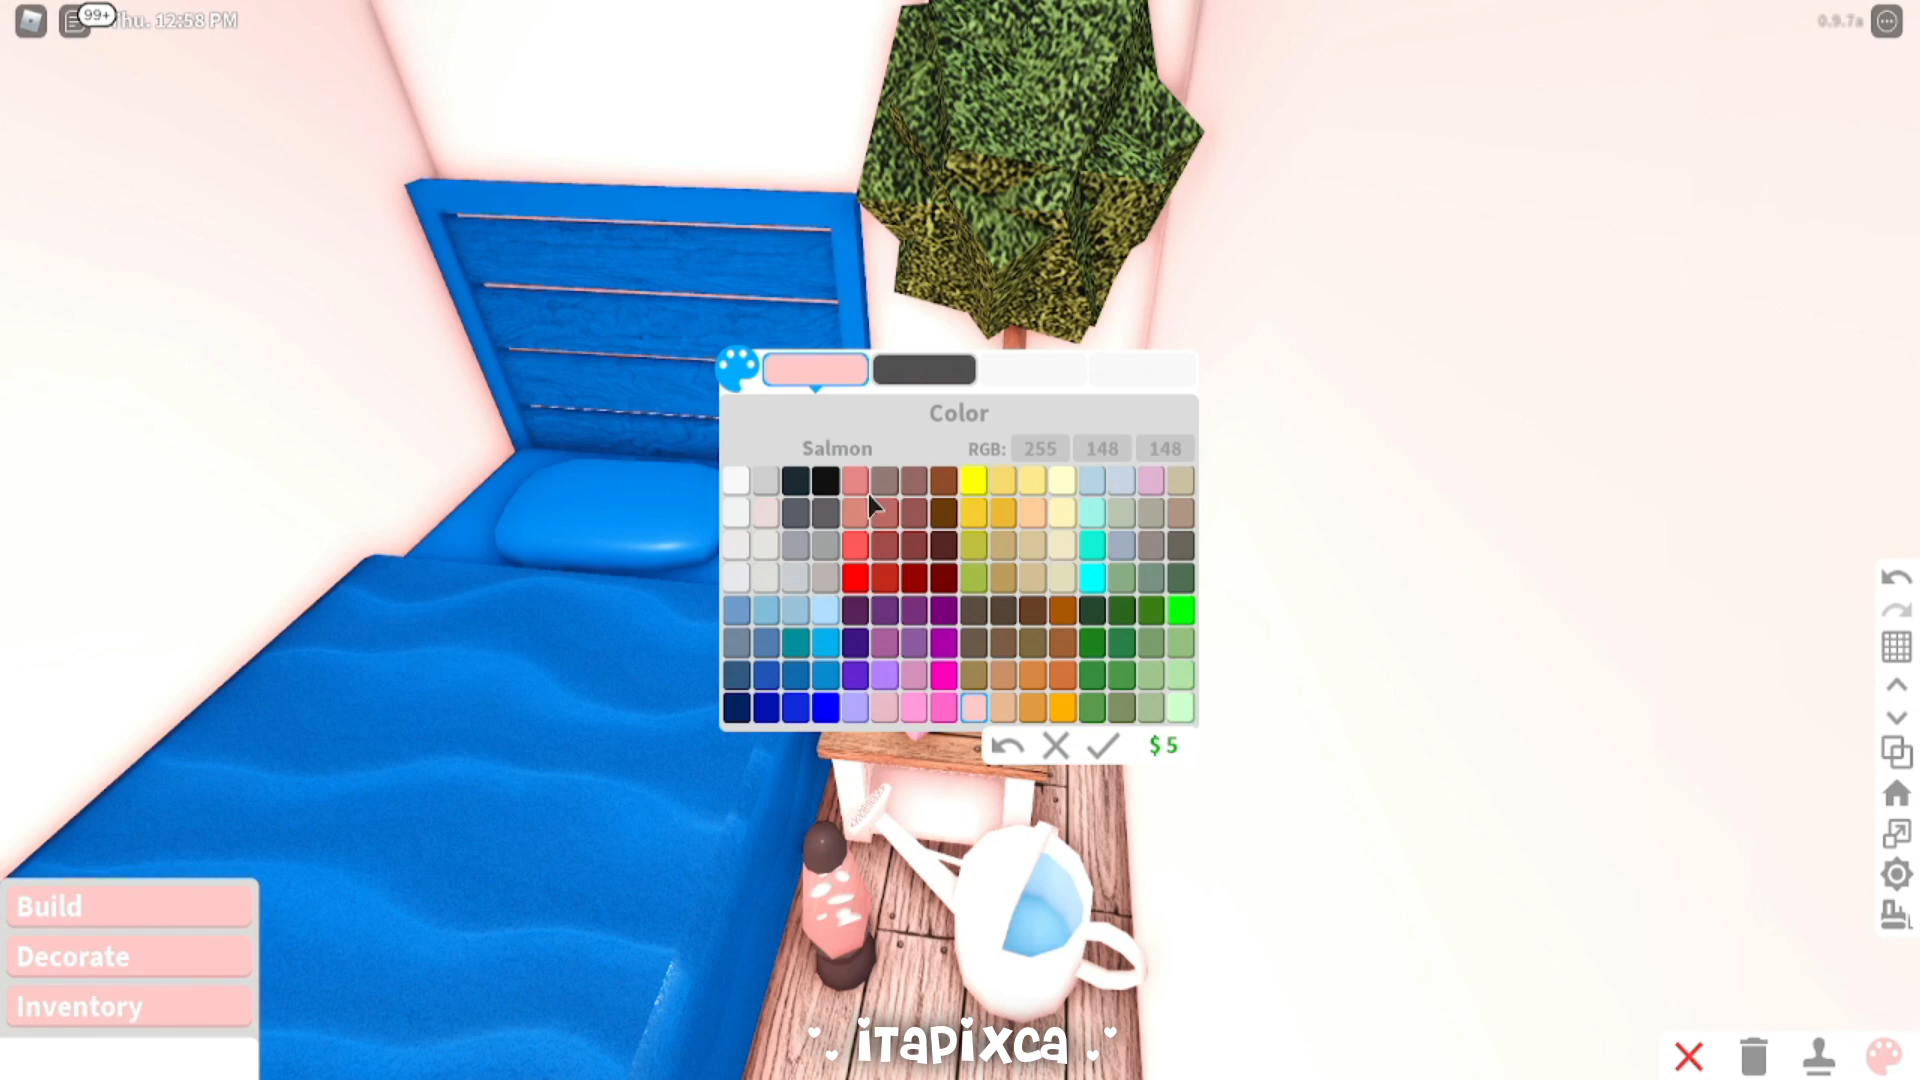 99+
Thu. 12:58 PM
0.9.7a
Color
Salmon
RGB: 255 148 148
$ 5
Build
Decorate
Inventory
iTapixca